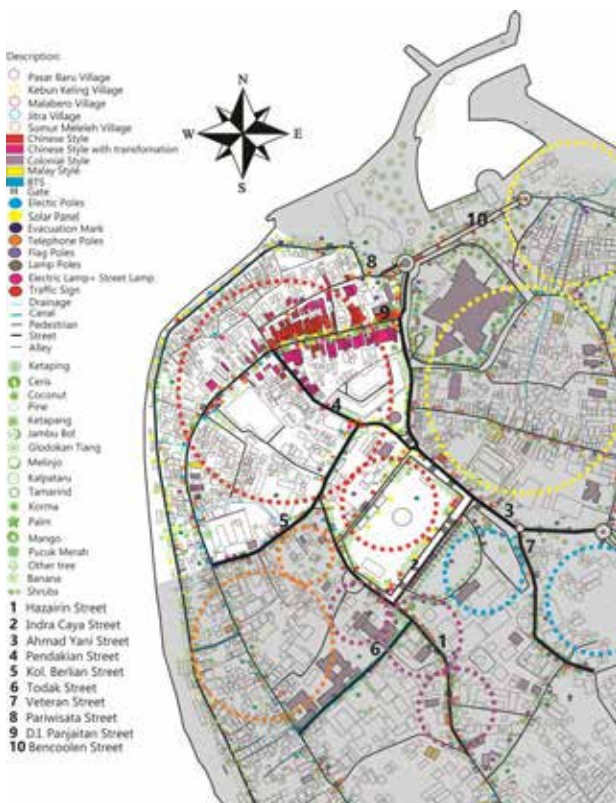 Description:
Pasar Baru Village
Kebun Keling Village
Malabero Village
Jitra Village
Sumur Meleleh Village
Chinese Style
Chinese Style with transfomation
Colonial Style
Malay Style
BTS
Gate
Electic Poles
Solar Panel
Evacuation Mark
Telephone Poles
Flag Poles
Lamp Poles
Electric Lamp+ Street Lamp
Traffic Sign
Drainage
Canal
Pedestrian
Street
Alley
Ketaping
Ceris
Coconut
Pine
Ketapang
Jambu Bol
Glodokan Tiang
Melinjo
Kalpataru
Tamarind
Korma
Palm
Mango
Pucuk Merah
Other tree
Banana
Shrubs
1 Hazairin Street
2 Indra Caya Street
3 Ahmad Yani Street
4 Pendakian Street
5 Kol. Berlian Street
6 Todak Street
7 Veteran Street
8 Pariwisata Street
9 D.I. Panjaitan Street
10 Bencoolen Street
N
W E
S
10
8
9
4
3
5
7
2
6
1